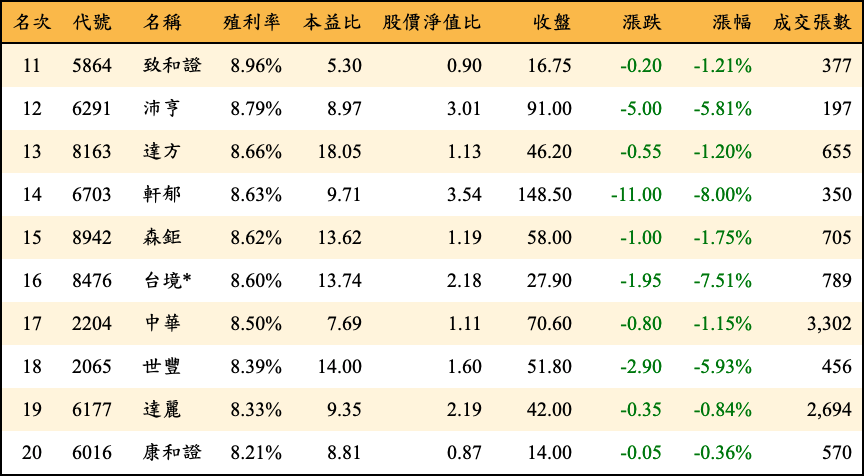 名次 代號 名稱 殖利率 本益比 股價淨值比 收盤 漲跌 漲幅 成交張數
11 5864 致和證 8.96% 5.30 0.90 16.75 -0.20 -1.21% 377
12 6291 沛亨 8.79% 8.97 3.01 91.00 -5.00 -5.81% 197
13 8163 達方 8.66% 18.05 1.13 46.20 -0.55 -1.20% 655
14 6703 軒郁 8.63% 9.71 3.54 148.50 -11.00 -8.00% 350
15 8942 森鉅 8.62% 13.62 1.19 58.00 -1.00 -1.75% 705
16 8476 台境* 8.60% 13.74 2.18 27.90 -1.95 -7.51% 789
17 2204 中華 8.50% 7.69 1.11 70.60 -0.80 -1.15% 3,302
18 2065 世豐 8.39% 14.00 1.60 51.80 -2.90 -5.93% 456
19 6177 達麗 8.33% 9.35 2.19 42.00 -0.35 -0.84% 2,694
20 6016 康和證 8.21% 8.81 0.87 14.00 -0.05 -0.36% 570